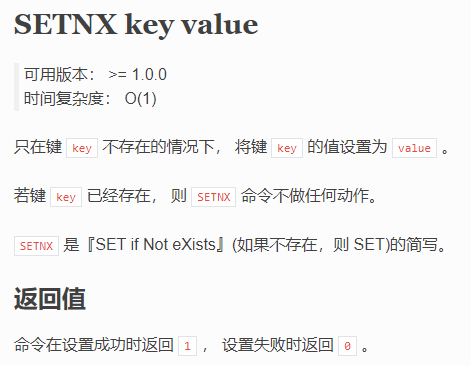 SETNX key value
可用版本： >= 1.0.0
时间复杂度： O(1)
只在键 key 不存在的情况下， 将键 key 的值设置为 value 。
若键 key 已经存在， 则 SETNX 命令不做任何动作。
SETNX 是『SET if Not eXists』(如果不存在，则 SET)的简写。
返回值
命令在设置成功时返回 1 ， 设置失败时返回 0 。